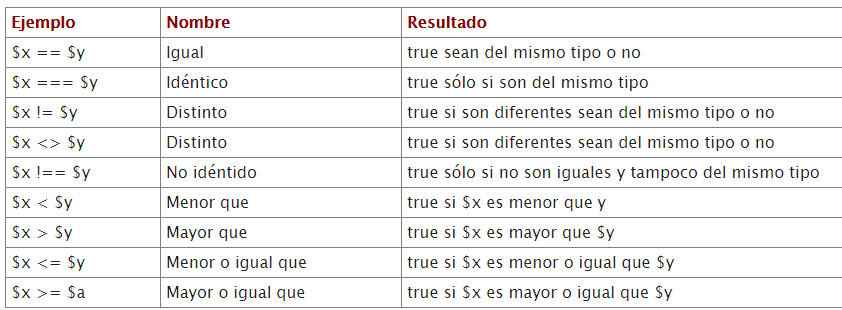 Ejemplo Nombre Resultado
$x == $y Igual true sean del mismo tipo o no
$x === $y Idéntico true sólo si son del mismo tipo
$x != $y Distinto true si son diferentes sean del mismo tipo o no
$x <> $y Distinto true si son diferentes sean del mismo tipo o no
$x !== $y No idéntido true sólo si no son iguales y tampoco del mismo tipo
$x < $y Menor que true si $x es menor que y
$x > $y Mayor que true si $x es mayor que $y
$x <= $y Menor o igual que true si $x es menor o igual que $y
$x >= $a Mayor o igual que true si $x es mayor o igual que $y